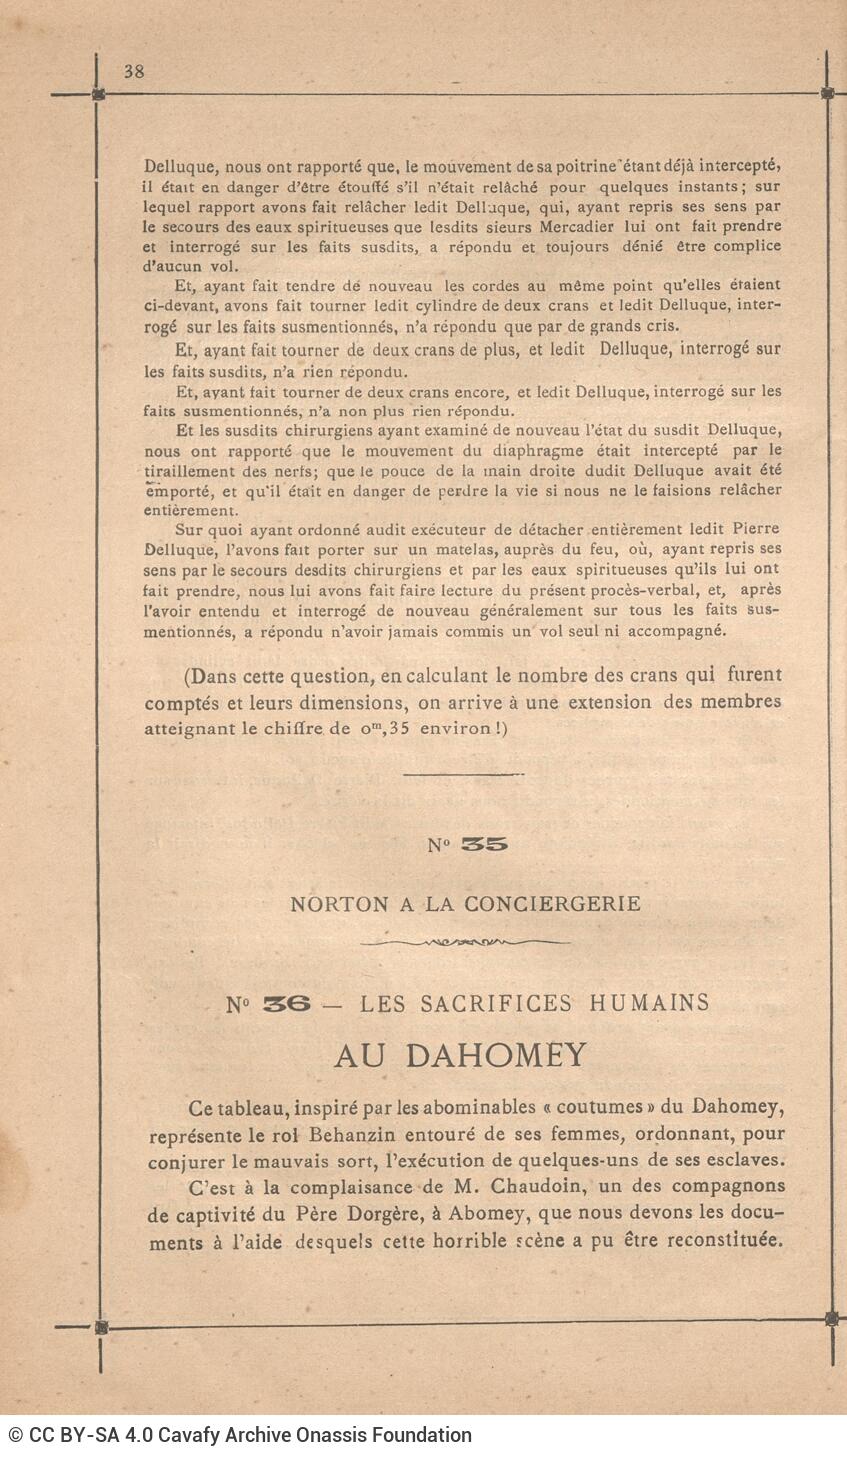 38
Delluque, nous ont rapporté que, le mouvement de sa poitrine étant déjà intercepté,
il était en danger d'être étouffé s'il n'était relâché pour quelques instants; sur
lequel rapport avons fait relâcher ledit Delluque, qui, ayant repris ses sens par
le secours des eaux spiritueuses que lesdits sieurs Mercadier lui ont fait prendre
et interrogé sur les faits susdits, a répondu et toujours dénié être complice
d'aucun vol.
Et, ayant fait tendre de nouveau les cordes au même point qu'elles étaient
ci-devant, avons fait tourner ledit cylindre de deux crans et ledit Delluque, inter-
rogé sur les faits susmentionnés, n'a répondu que par de grands cris.
Et, ayant fait tourner de deux crans de plus, et ledit Delluque, interrogé sur
les faits susdits, n'a rien répondu.
Et, ayant fait tourner de deux crans encore, et ledit Delluque, interrogé sur les
faits susmentionnés, n'a non plus rien répondu.
Et les susdits chirurgiens ayant examiné de nouveau l'état du susdit Delluque,
nous ont rapporté que le mouvement du diaphragme était intercepté par le
tiraillement des nerfs; que le pouce de la main droite dudit Delluque avait été
emporté, et qu'il était en danger de perdre la vie si nous ne le faisions relâcher
entièrement.
Sur quoi ayant ordonné audit exécuteur de détacher entièrement ledit Pierre
Delluque, l'avons fait porter sur un matelas, auprès du feu, où, ayant repris ses
sens par le secours desdits chirurgiens et par les eaux spiritueuses qu'ils lui ont
fait prendre, nous lui avons fait faire lecture du présent procès-verbal, et, après
l'avoir entendu et interrogé de nouveau généralement sur tous les faits sus-
mentionnés, a répondu n'avoir jamais commis un vol seul ni accompagné.
(Dans cette question, en calculant le nombre des crans qui furent
comptés et leurs dimensions, on arrive à une extension des membres
atteignant le chiffre de 0ᵐ,35 environ!)
Nº 35
NORTON A LA CONCIERGERIE
Nº 36 — LES SACRIFICES HUMAINS
AU DAHOMEY
Ce tableau, inspiré par les abominables « coutumes » du Dahomey,
représente le roi Behanzin entouré de ses femmes, ordonnant, pour
conjurer le mauvais sort, l'exécution de quelques-uns de ses esclaves.
C'est à la complaisance de M. Chaudoin, un des compagnons
de captivité du Père Dorgère, à Abomey, que nous devons les docu-
ments à l'aide desquels cette horrible scène a pu être reconstituée.
© CC BY-SA 4.0 Cavafy Archive Onassis Foundation